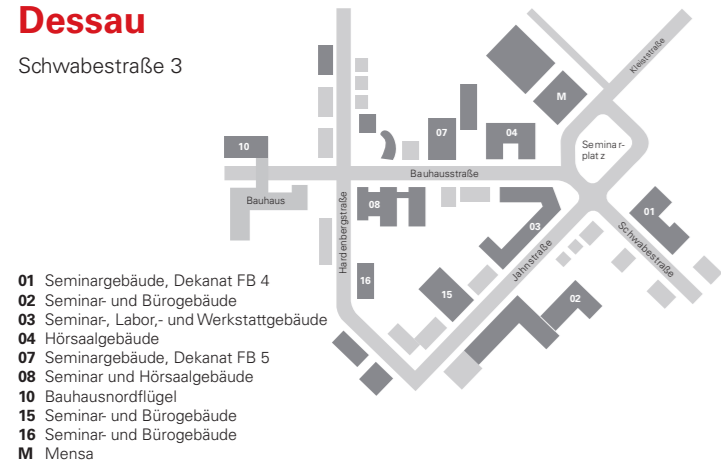 Dessau
Schwabestraße 3
Kleiststraße
M
07
04
Seminar-
platz
10
Bauhausstraße
Bauhaus
08
Hardenbergstraße
01
03
Schwabestraße
Jahnstraße
16
15
02
01 Seminargebäude, Dekanat FB 4
02 Seminar- und Bürogebäude
03 Seminar-, Labor,- und Werkstattgebäude
04 Hörsaalgebäude
07 Seminargebäude, Dekanat FB 5
08 Seminar und Hörsaalgebäude
10 Bauhausnordflügel
15 Seminar- und Bürogebäude
16 Seminar- und Bürogebäude
M Mensa